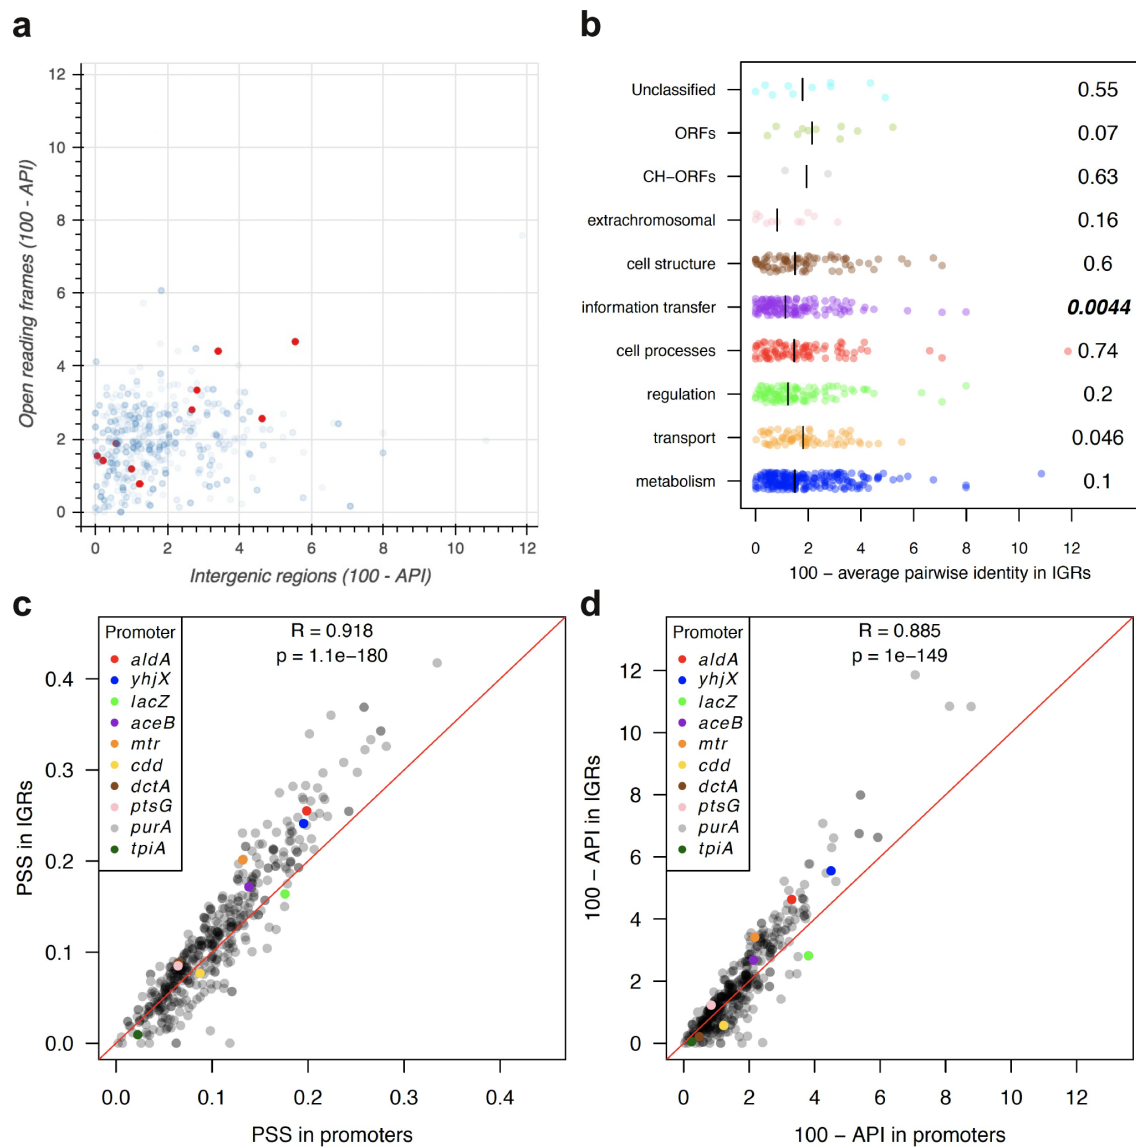 a
12
10
8
6
4
2
0
Open reading frames (100 - API)
0 2 4 6 8 10 12
Intergenic regions (100 - API)
b
Unclassified 0.55
ORFs 0.07
CH−ORFs 0.63
extrachromosomal 0.16
cell structure 0.6
information transfer 0.0044
cell processes 0.74
regulation 0.2
transport 0.046
metabolism 0.1
0 2 4 6 8 10 12
100 − average pairwise identity in IGRs
c
Promoter
aldA
yhjX
lacZ
aceB
mtr
cdd
dctA
ptsG
purA
tpiA
R = 0.918
p = 1.1e−180
0.4
0.3
0.2
0.1
0.0
PSS in IGRs
0.0 0.1 0.2 0.3 0.4
PSS in promoters
d
Promoter
aldA
yhjX
lacZ
aceB
mtr
cdd
dctA
ptsG
purA
tpiA
R = 0.885
p = 1e−149
12
10
8
6
4
2
0
100 − API in IGRs
0 2 4 6 8 10 12
100 − API in promoters